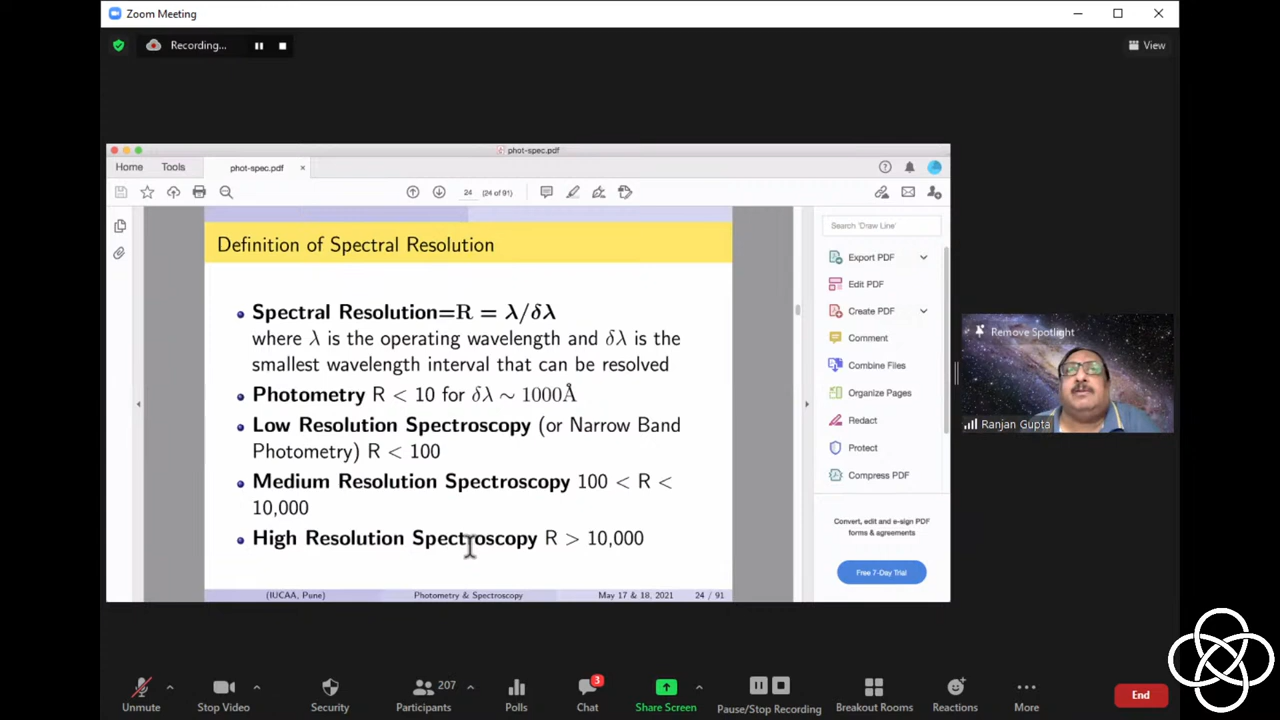 Zoom Meeting
Recording...
View
phot-spec.pdf
Home Tools phot-spec.pdf ×
24 (24 of 91)
Definition of Spectral Resolution
Spectral Resolution=R = λ/δλ
where λ is the operating wavelength and δλ is the
smallest wavelength interval that can be resolved
Photometry R < 10 for δλ ∼ 1000Å
Low Resolution Spectroscopy (or Narrow Band
Photometry) R < 100
Medium Resolution Spectroscopy 100 < R <
10,000
High Resolution Spectroscopy R > 10,000
(IUCAA, Pune) Photometry & Spectroscopy May 17 & 18, 2021 24 / 91
Search 'Draw Line'
Export PDF
Edit PDF
Create PDF
Comment
Combine Files
Organize Pages
Redact
Protect
Compress PDF
Convert, edit and e-sign PDF
forms & agreements
Free 7-Day Trial
Remove Spotlight
Ranjan Gupta
Unmute
Stop Video
Security
207
Participants
Polls
3
Chat
Share Screen
Pause/Stop Recording
Breakout Rooms
Reactions
More
End